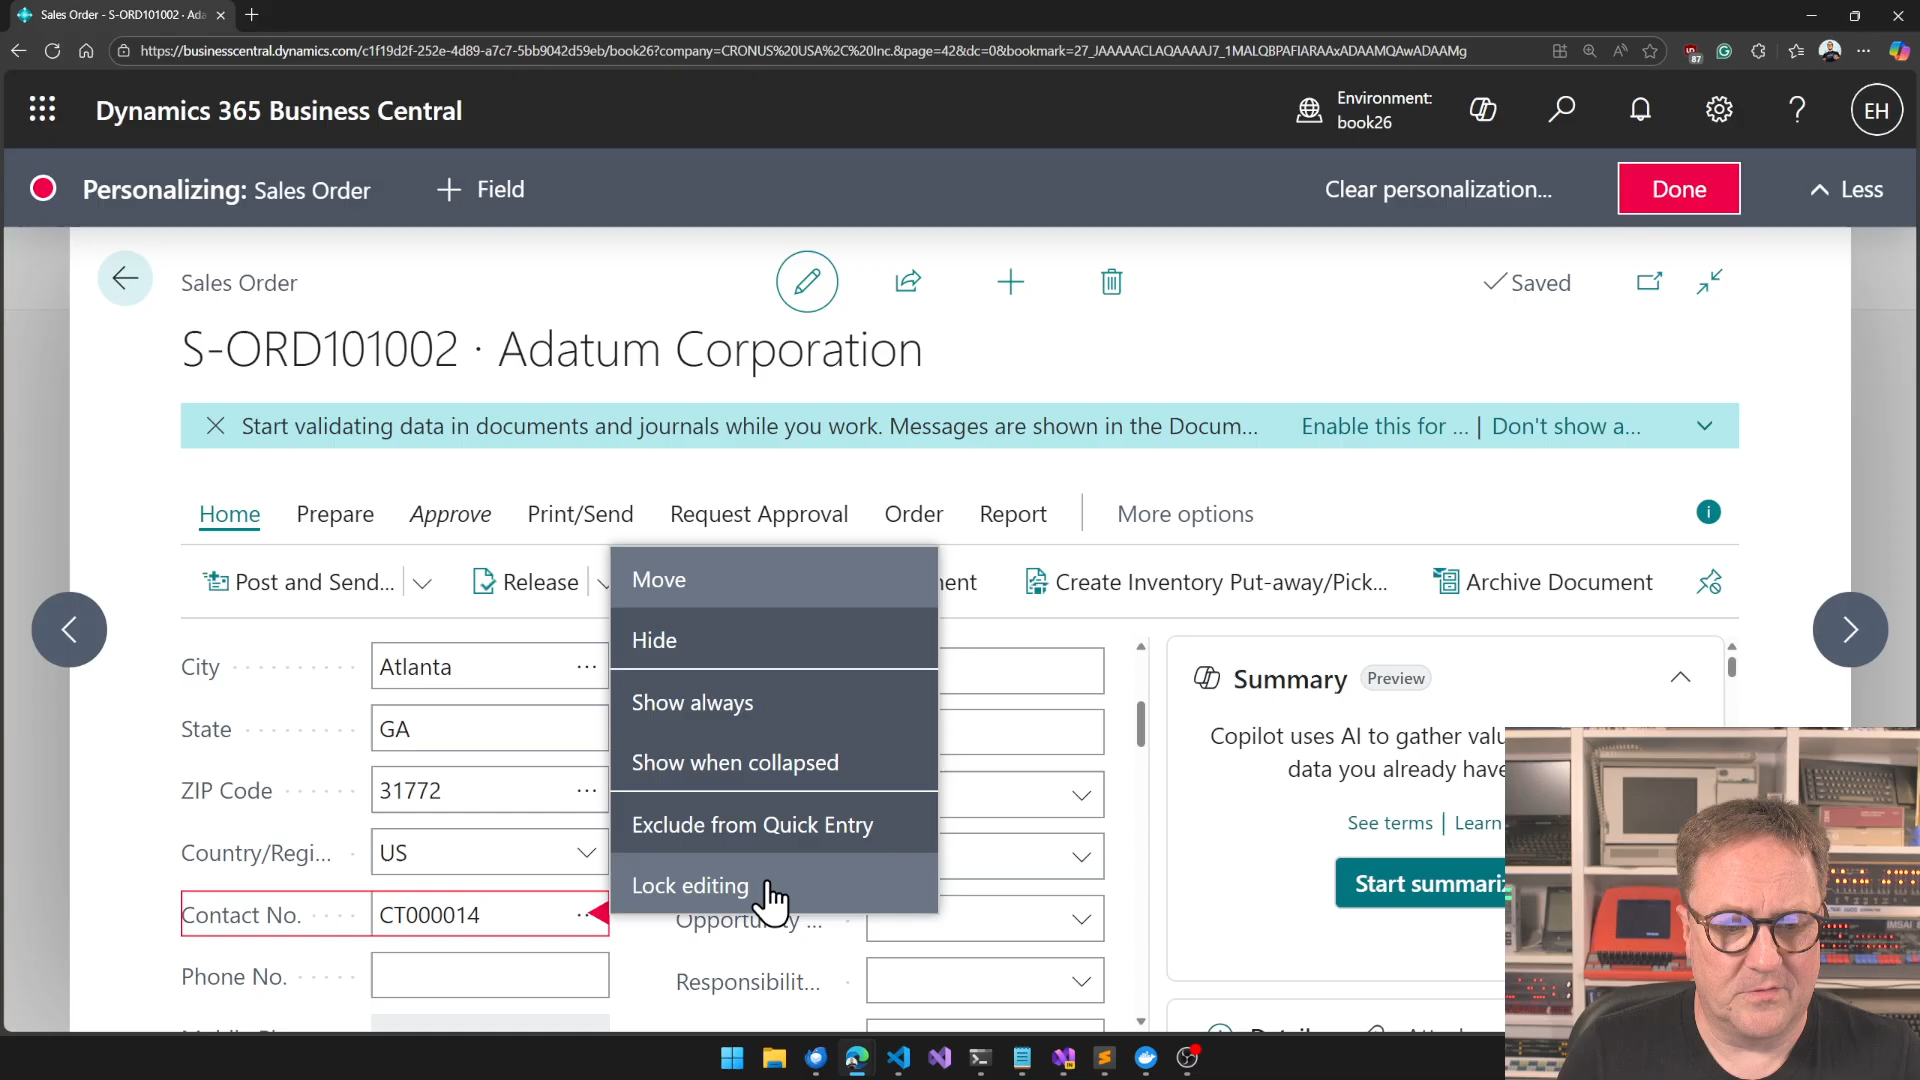 Sales Order - S-ORD101002 · Ada
https://businesscentral.dynamics.com/c1f19d2f-252e-4d89-a7c7-5bb9042d59eb/book26?company=CRONUS%20USA%2C%20Inc.&page=42&dc=0&bookmark=27_JAAAAACLAQAAAAJ7_1MALQBPAFIARAAxADAAMQAwADAAMg
87
Dynamics 365 Business Central
Environment:
book26
EH
Personalizing: Sales Order
Field
Clear personalization...
Done
Less
Sales Order
Saved
S-ORD101002 · Adatum Corporation
Start validating data in documents and journals while you work. Messages are shown in the Docum...
Enable this for ... | Don't show a...
Home
Prepare
Approve
Print/Send
Request Approval
Order
Report
More options
Post and Send...
Release
Create Inventory Put-away/Pick...
Archive Document
Move
Hide
Show always
Show when collapsed
Exclude from Quick Entry
Lock editing
City
Atlanta
State
GA
ZIP Code
31772
Country/Regi...
US
Contact No.
CT000014
Phone No.
Opportunity ...
Responsibilit...
Summary
Preview
Copilot uses AI to gather
data you already have
See terms | Learn
Start
IMSAI